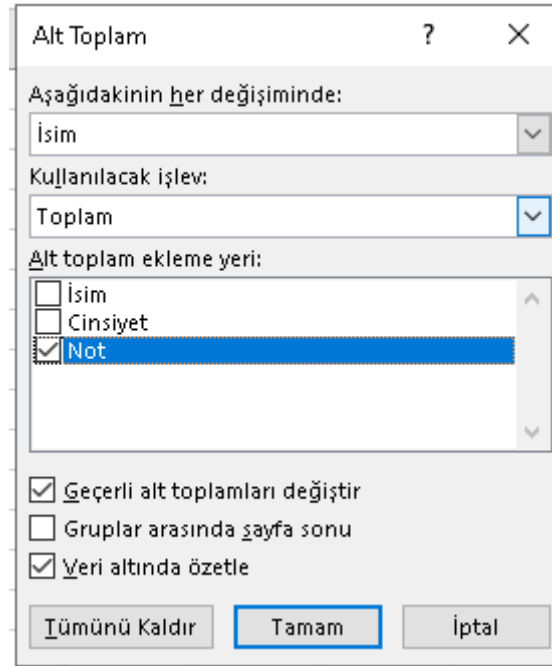 Alt Toplam ?
Aşağıdakinin her değişiminde:
İsim
Kullanılacak işlev:
Toplam
Alt toplam ekleme yeri:
İsim
Cinsiyet
Not
Geçerli alt toplamları değiştir
Gruplar arasında sayfa sonu
Veri altında özetle
Tümünü Kaldır Tamam İptal